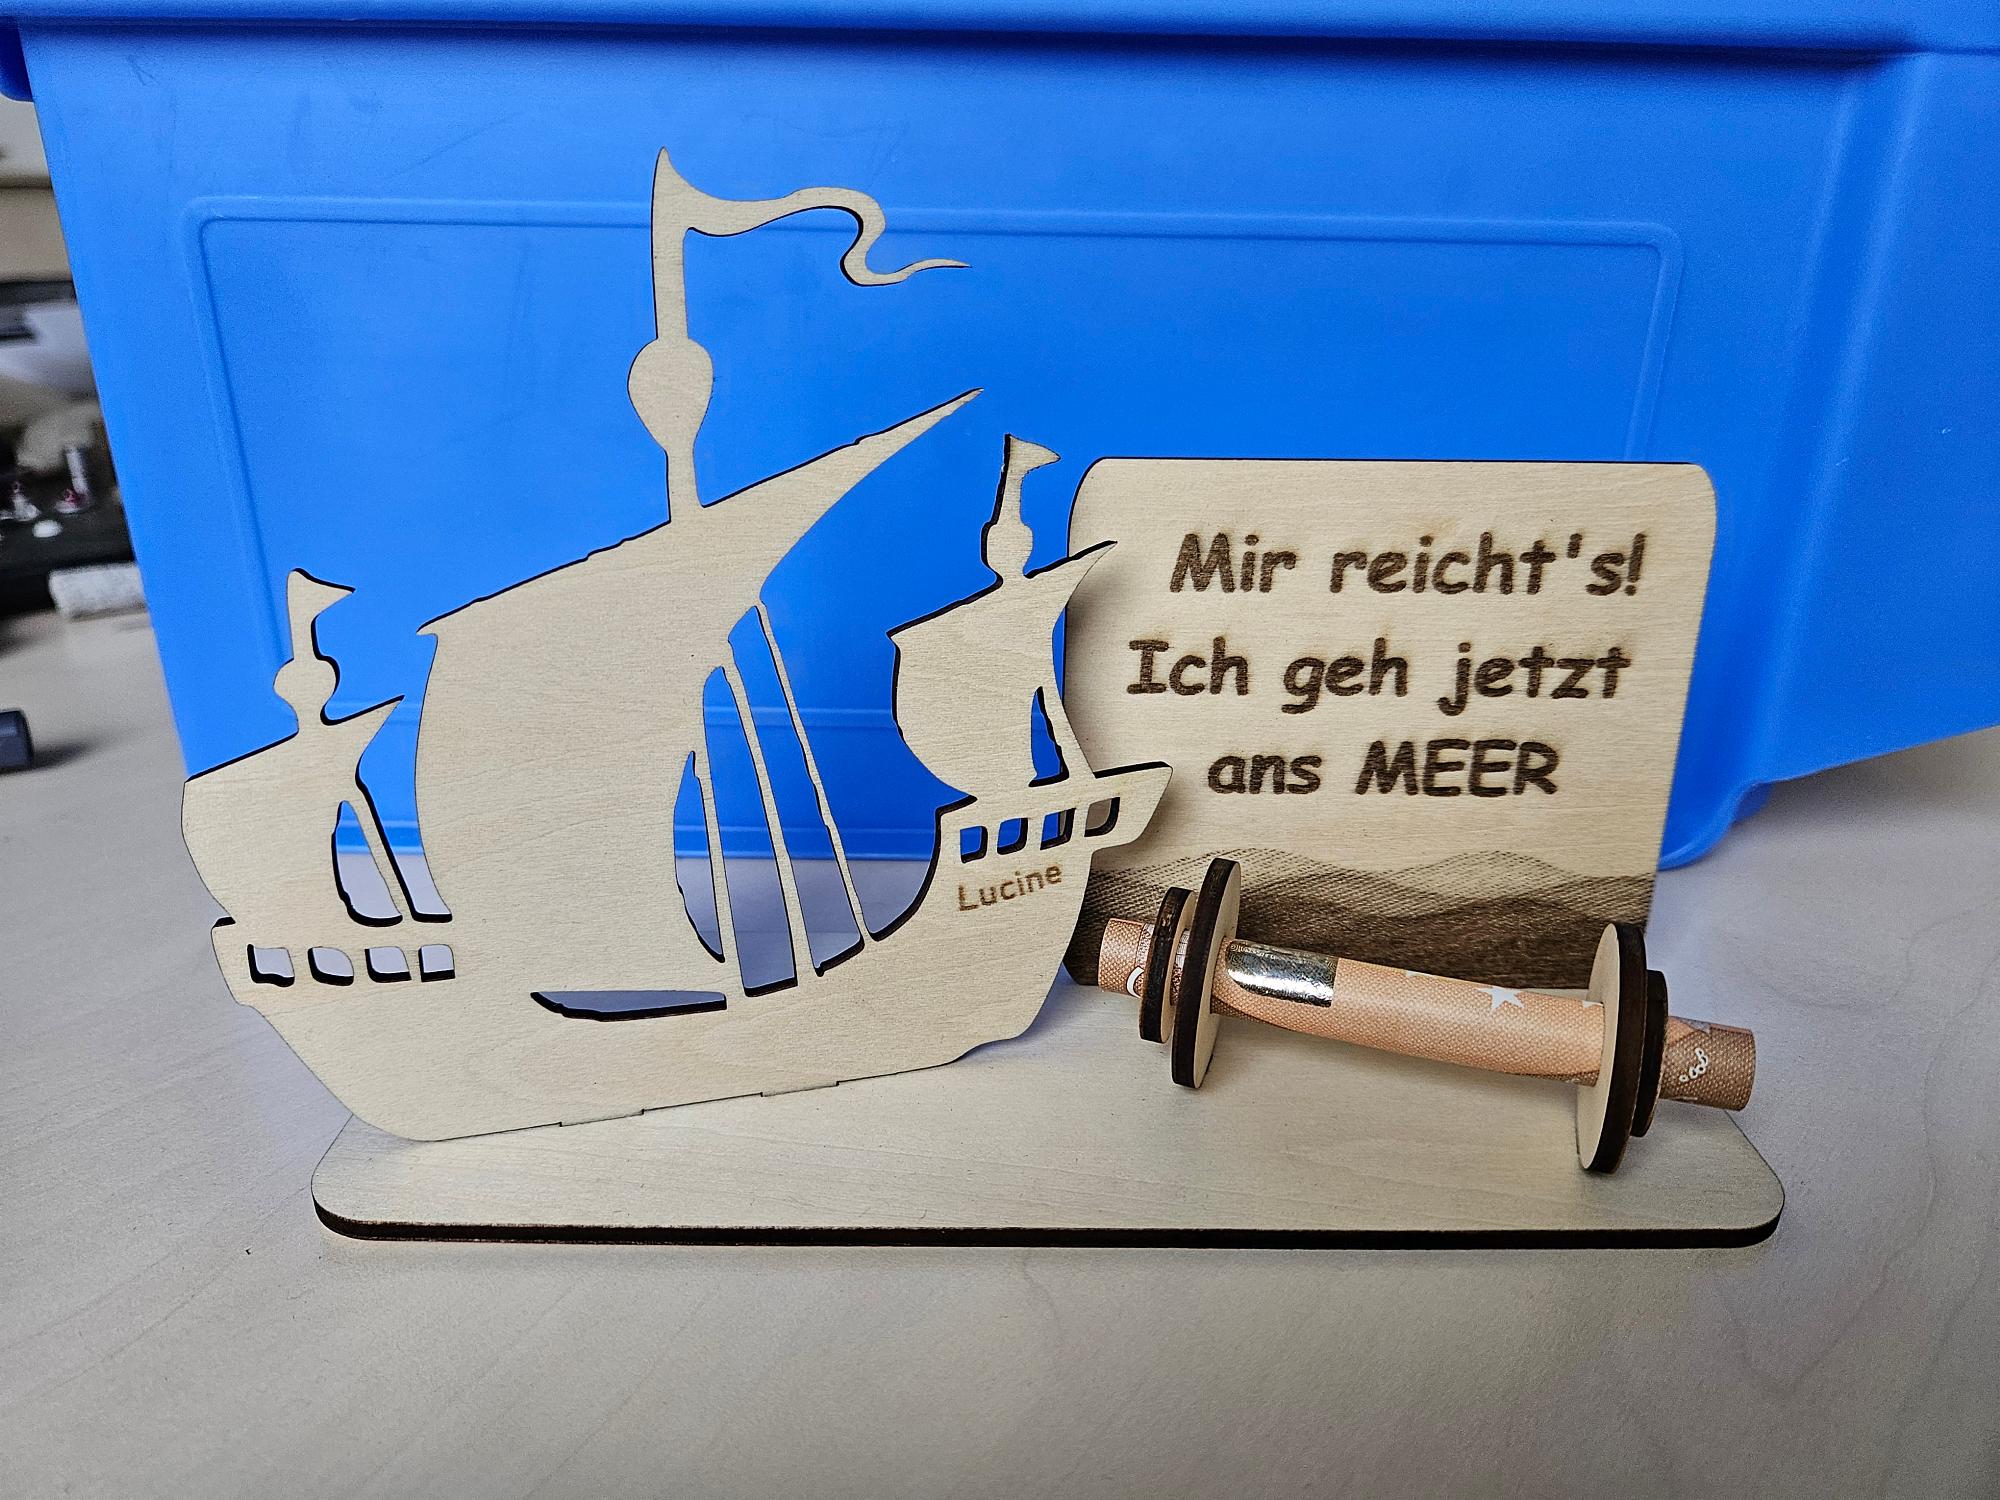 Mir reicht's!
Ich geh jetzt
ans MEER
Lucine